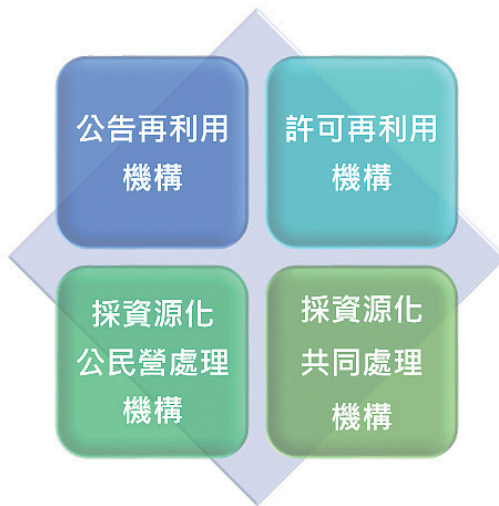 公告再利用
機構
許可再利用
機構
採資源化
公民營處理
機構
採資源化
共同處理
機構